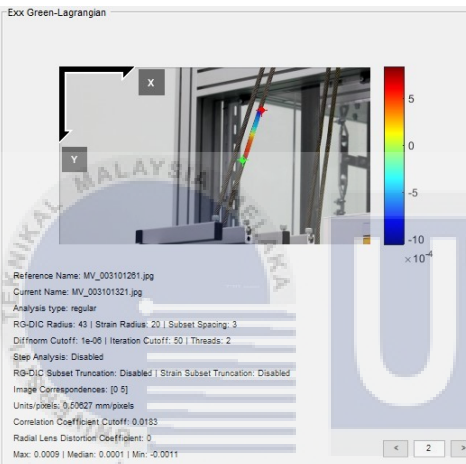 Exx Green-Lagrangian
X
Y
5
0
-5
-10
×10⁻⁴
Reference Name: MV_003101261.jpg
Current Name: MV_003101321.jpg
Analysis type: regular
RG-DIC Radius: 43 | Strain Radius: 20 | Subset Spacing: 3
Diffnorm Cutoff: 1e-06 | Iteration Cutoff: 50 | Threads: 2
Step Analysis: Disabled
RG-DIC Subset Truncation: Disabled | Strain Subset Truncation: Disabled
Image Correspondences: [0 5]
Units/pixels: 0.50627 mm/pixels
Correlation Coefficient Cutoff: 0.0183
Radial Lens Distortion Coefficient: 0
Max: 0.0009 | Median: 0.0001 | Min: -0.0011
< 2 >
MALAYSIA
U